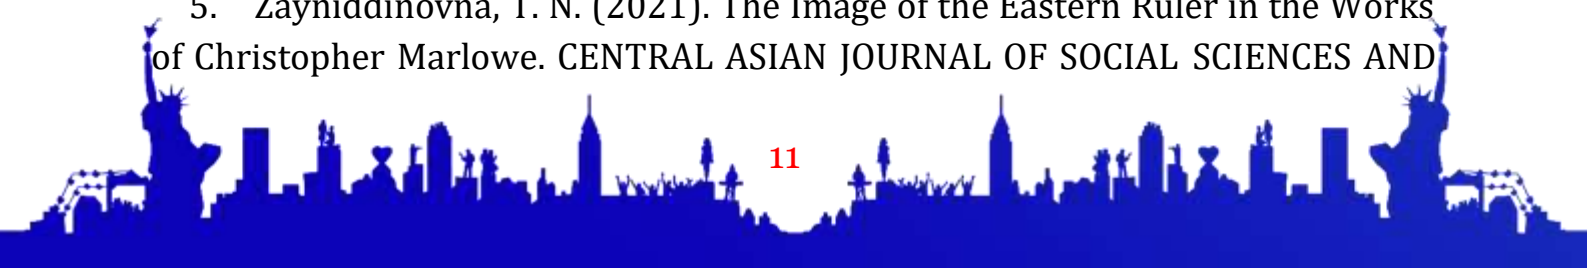 5. Zayniddinovna, T. N. (2021). The Image of the Eastern Ruler in the Works
of Christopher Marlowe. CENTRAL ASIAN JOURNAL OF SOCIAL SCIENCES AND
11